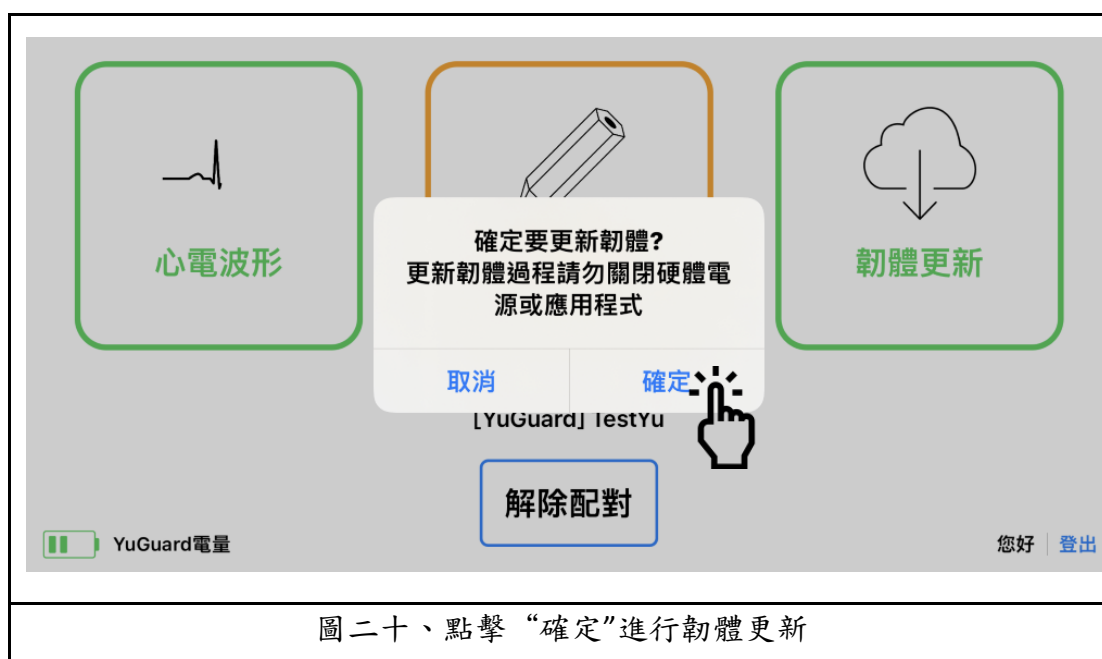 心電波形
韌體更新
確定要更新韌體?
更新韌體過程請勿關閉硬體電
源或應用程式
取消
確定
[YuGuard] TestYu
解除配對
YuGuard電量
您好
登出
圖二十、點擊“確定”進行韌體更新